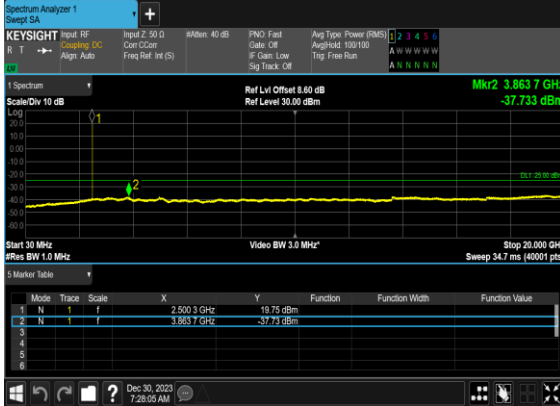 Spectrum Analyzer 1
Swept SA
+
KEYSIGHT
R T
Input: RF
Coupling: DC
Align: Auto
Input Z: 50 Ω
Corr CCorr
Freq Ref: Int (S)
#Atten: 40 dB
PNO: Fast
Gate: Off
IF Gain: Low
Sig Track: Off
Avg Type: Power (RMS)
Avg|Hold: 100/100
Trig: Free Run
1 2 3 4 5 6
A W W W W W
A N N N N N
1 Spectrum
Scale/Div 10 dB
Ref Lvl Offset 8.60 dB
Ref Level 30.00 dBm
Mkr2 3.863 7 GHz
-37.733 dBm
Log
20.0
10.0
0.00
-10.0
-20.0
-30.0
-40.0
-50.0
-60.0
1
2
DL1 -25.00 dBm
Start 30 MHz
#Res BW 1.0 MHz
Video BW 3.0 MHz*
Stop 20.000 GH
Sweep 34.7 ms (40001 pts
5 Marker Table
Mode Trace Scale X Y Function Function Width Function Value
1 N 1 f 2.500 3 GHz 19.75 dBm
2 N 1 f 3.863 7 GHz -37.73 dBm
3
4
5
6
?
Dec 30, 2023
7:28:05 AM